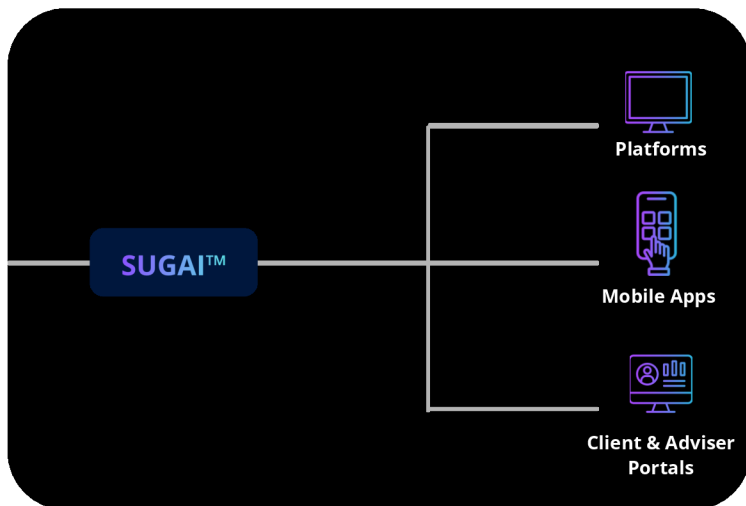 Platforms
SUGAI™
Mobile Apps
Client & Adviser
Portals